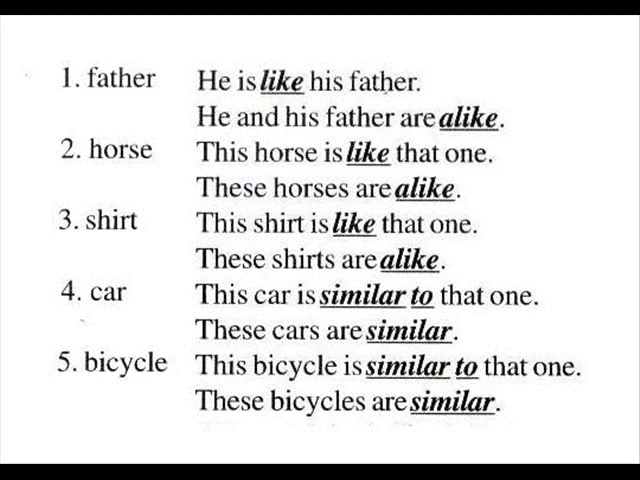 1. father He is like his father.
He and his father are alike.
2. horse This horse is like that one.
These horses are alike.
3. shirt This shirt is like that one.
These shirts are alike.
4. car This car is similar to that one.
These cars are similar.
5. bicycle This bicycle is similar to that one.
These bicycles are similar.